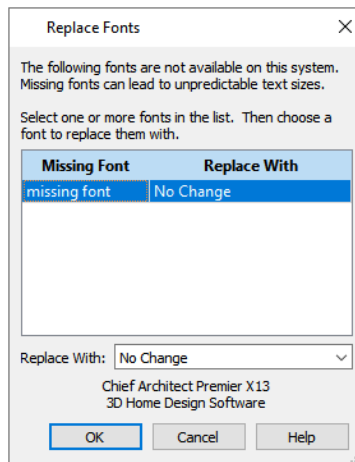 Replace Fonts
The following fonts are not available on this system.
Missing fonts can lead to unpredictable text sizes.
Select one or more fonts in the list. Then choose a
font to replace them with.
Missing Font Replace With
missing font No Change
Replace With: No Change
Chief Architect Premier X13
3D Home Design Software
OK Cancel Help